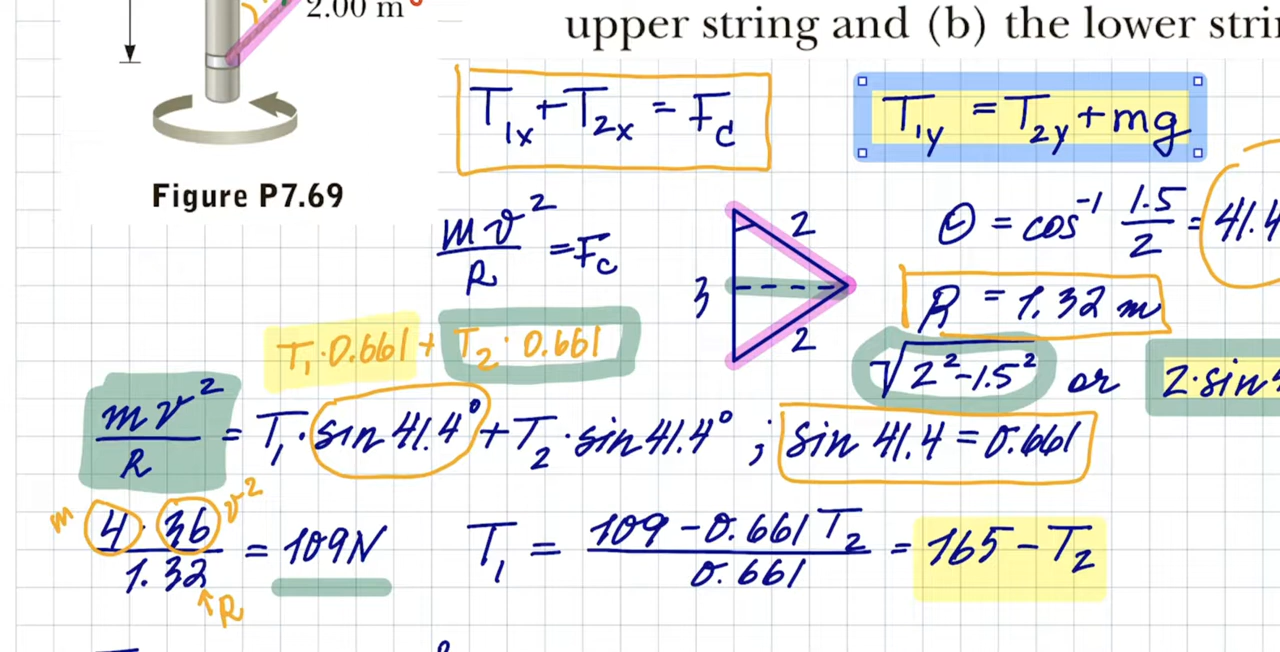 2.00 m
upper string and (b) the lower stri
T₁ₓ + T₂ₓ = F_c
T₁y = T₂y + mg
Figure P7.69
mv²/R = F_c
2
3
2
Θ = cos⁻¹ 1.5/2 = 41.4
R = 1.32 m
√2²-1.5² or 2·sin
T₁·0.661 + T₂·0.661
mv²/R = T₁·sin 41.4° + T₂·sin 41.4° ; sin 41.4 = 0.661
m 4·36 v² / 1.32 = 109N
↑R
T₁ = 109 - 0.661 T₂ / 0.661 = 165 - T₂